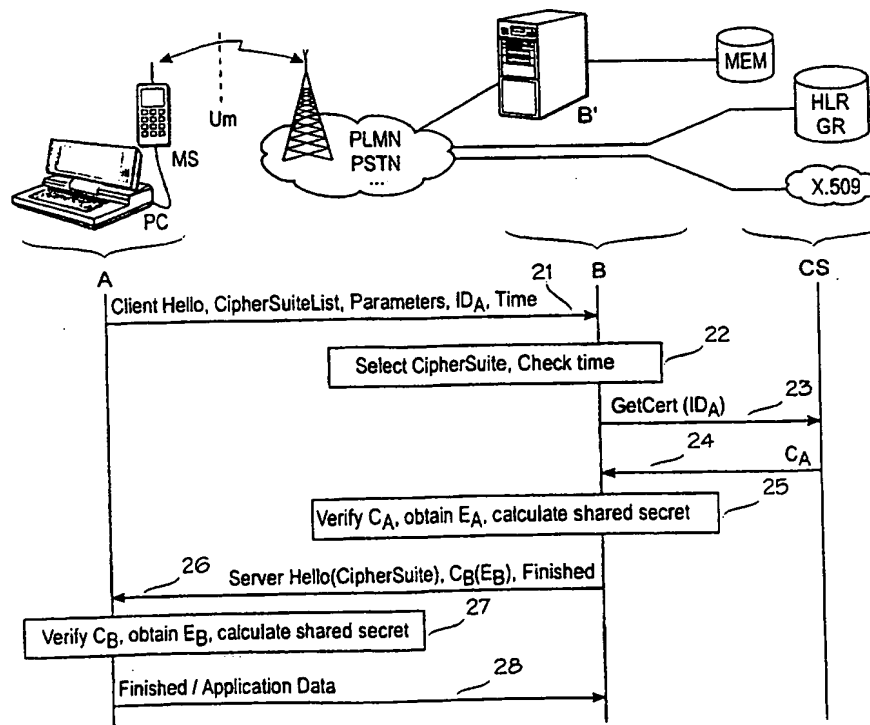 MEM
HLR
GR
B'
Um
PLMN
PSTN
...
MS
X.509
PC
A
B
CS
21
Client Hello, CipherSuiteList, Parameters, IDA, Time
22
Select CipherSuite, Check time
23
GetCert (IDA)
24
CA
25
Verify CA, obtain EA, calculate shared secret
26
Server Hello(CipherSuite), CB(EB), Finished
27
Verify CB, obtain EB, calculate shared secret
28
Finished / Application Data